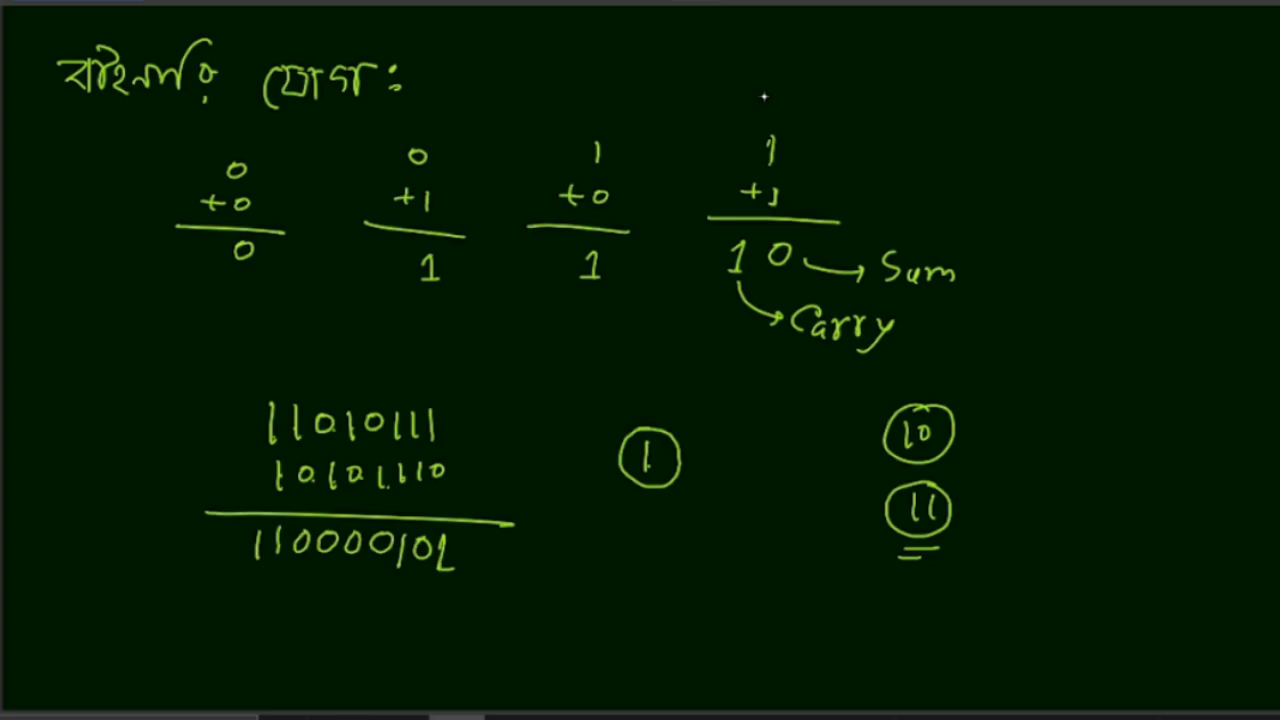 বাইনারি যোগ :
0 0 1 1
+0 +1 +0 +1
0 1 1 10 → Sum
→ Carry
11010111 1 10
10101110 11
110000101